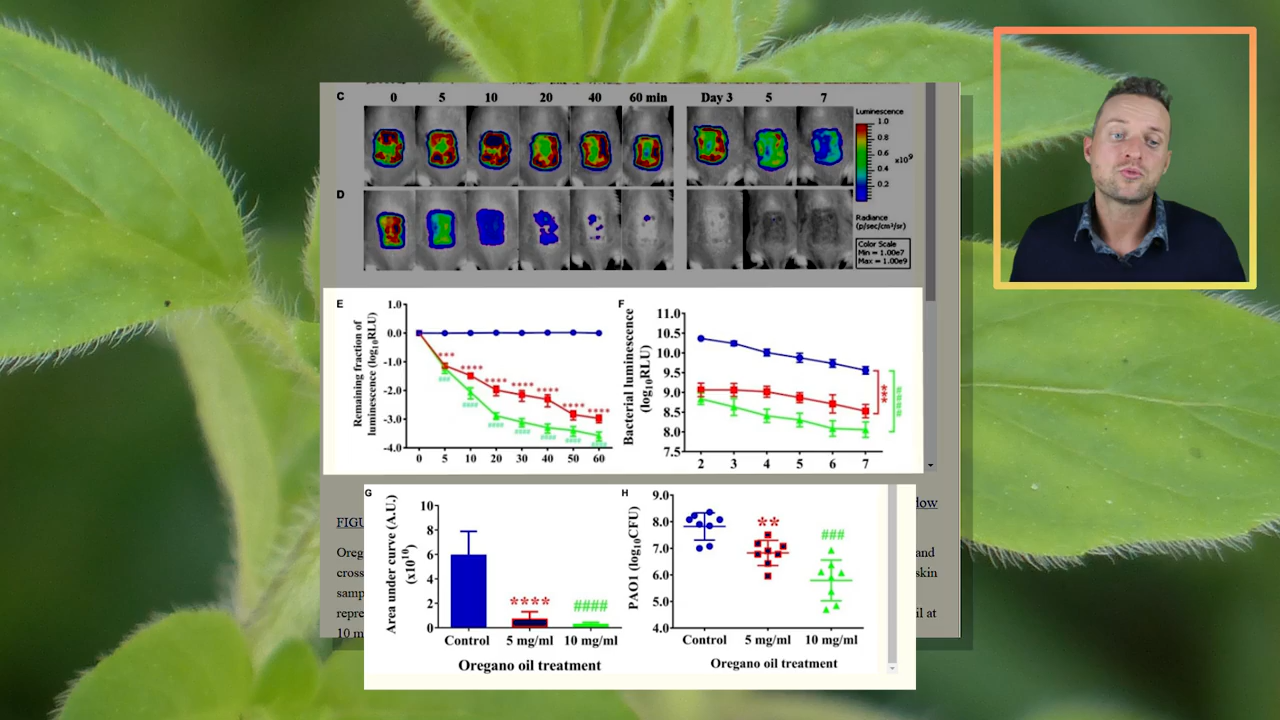 C 0 5 10 20 40 60 min Day 3 5 7
Luminescence
1.0
0.8
0.6
x10⁹
0.4
0.2
D
Radiance
(p/sec/cm²/sr)
Color Scale
Min = 1.00e7
Max = 1.00e9
E
Remaining fraction of
luminescence (log10RLU)
1.0
0.0
-1.0
-2.0
-3.0
-4.0
*** **** **** **** **** **** ****
### #### #### #### #### #### ####
0 5 10 20 30 40 50 60
F
Bacterial luminescence
(log10RLU)
11.0
10.5
10.0
9.5
9.0
8.5
8.0
7.5
***
####
2 3 4 5 6 7
G
Area under curve (A.U.)
(x10¹⁰)
10
8
6
4
2
0
****
####
Control 5 mg/ml 10 mg/ml
Oregano oil treatment
H
PAO1 (log10CFU)
9.0
8.0
7.0
6.0
5.0
4.0
**
###
Control 5 mg/ml 10 mg/ml
Oregano oil treatment
FIGU
low
Oreg
and
cross
skin
samp
repre
il at
10 m